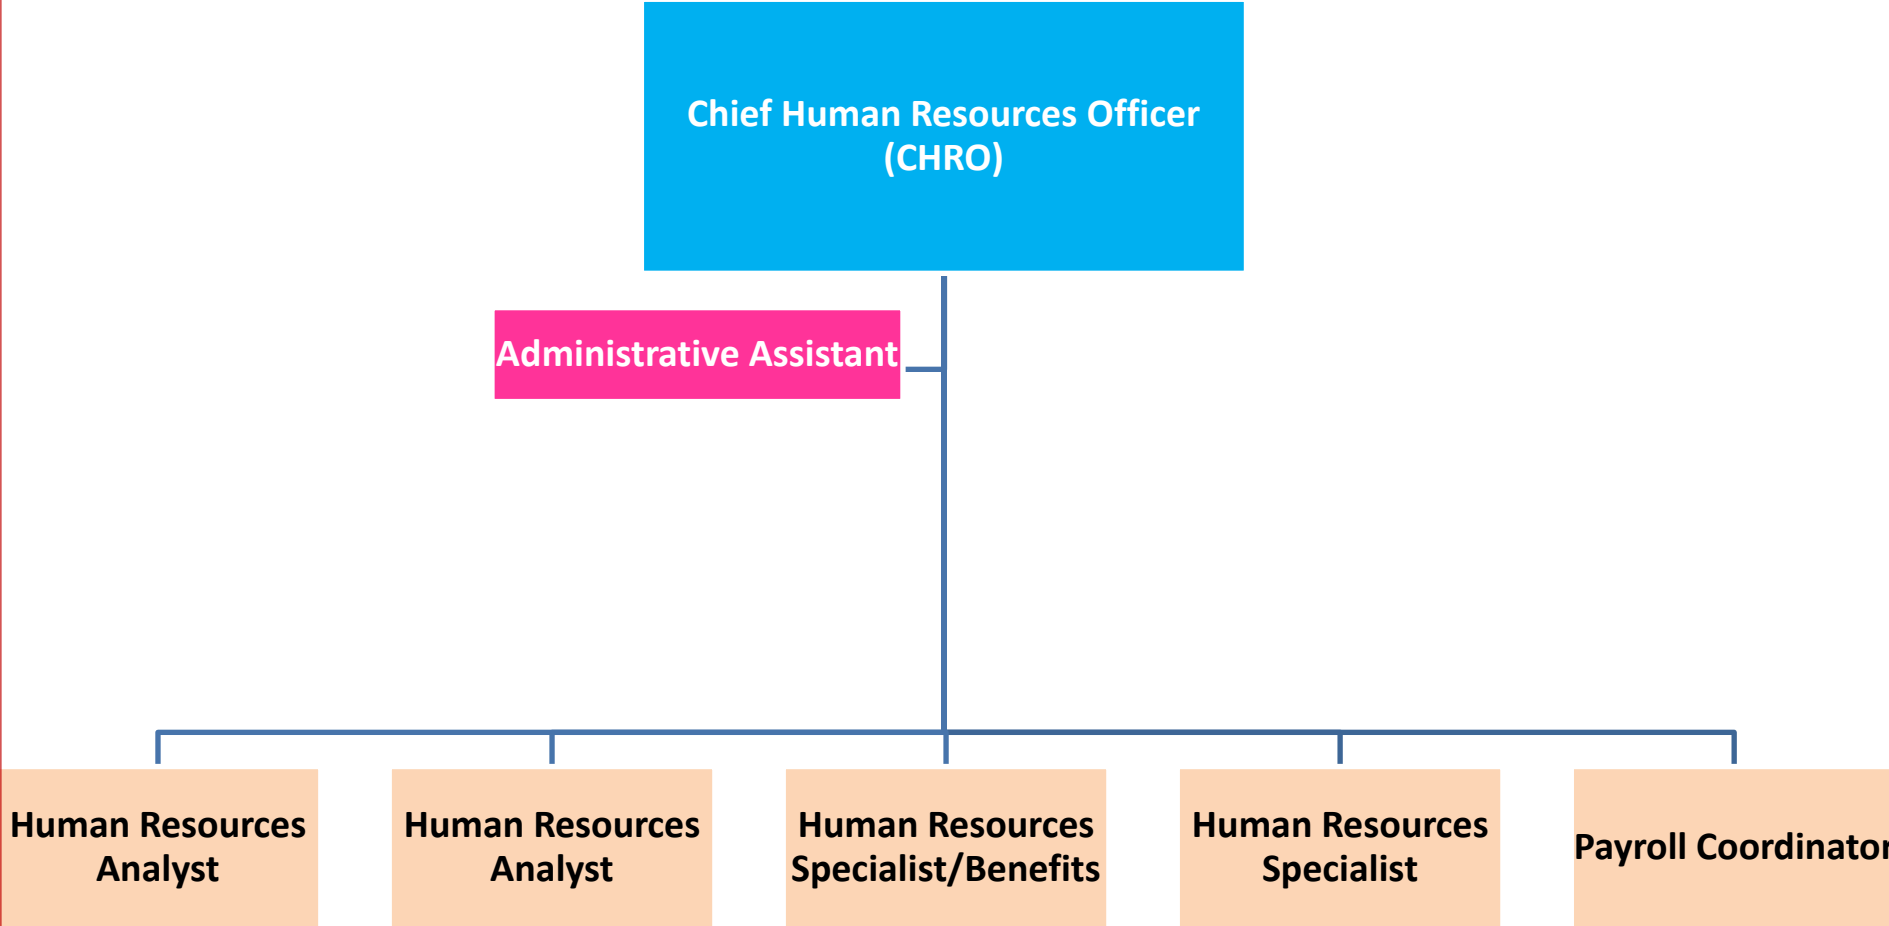 Chief Human Resources Officer
(CHRO)
Administrative Assistant
Human Resources
Analyst
Human Resources
Analyst
Human Resources
Specialist/Benefits
Human Resources
Specialist
Payroll Coordinator